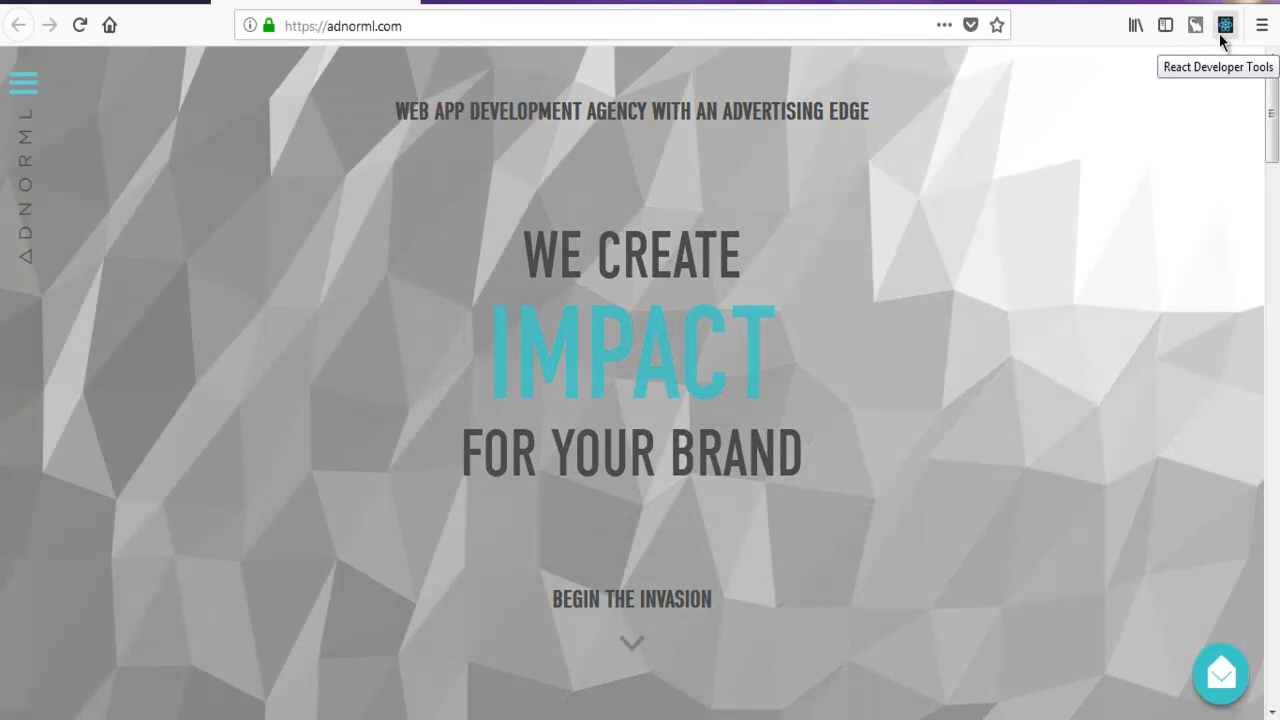 https://adnorml.com
React Developer Tools
ADNORML
WEB APP DEVELOPMENT AGENCY WITH AN ADVERTISING EDGE
WE CREATE
IMPACT
FOR YOUR BRAND
BEGIN THE INVASION